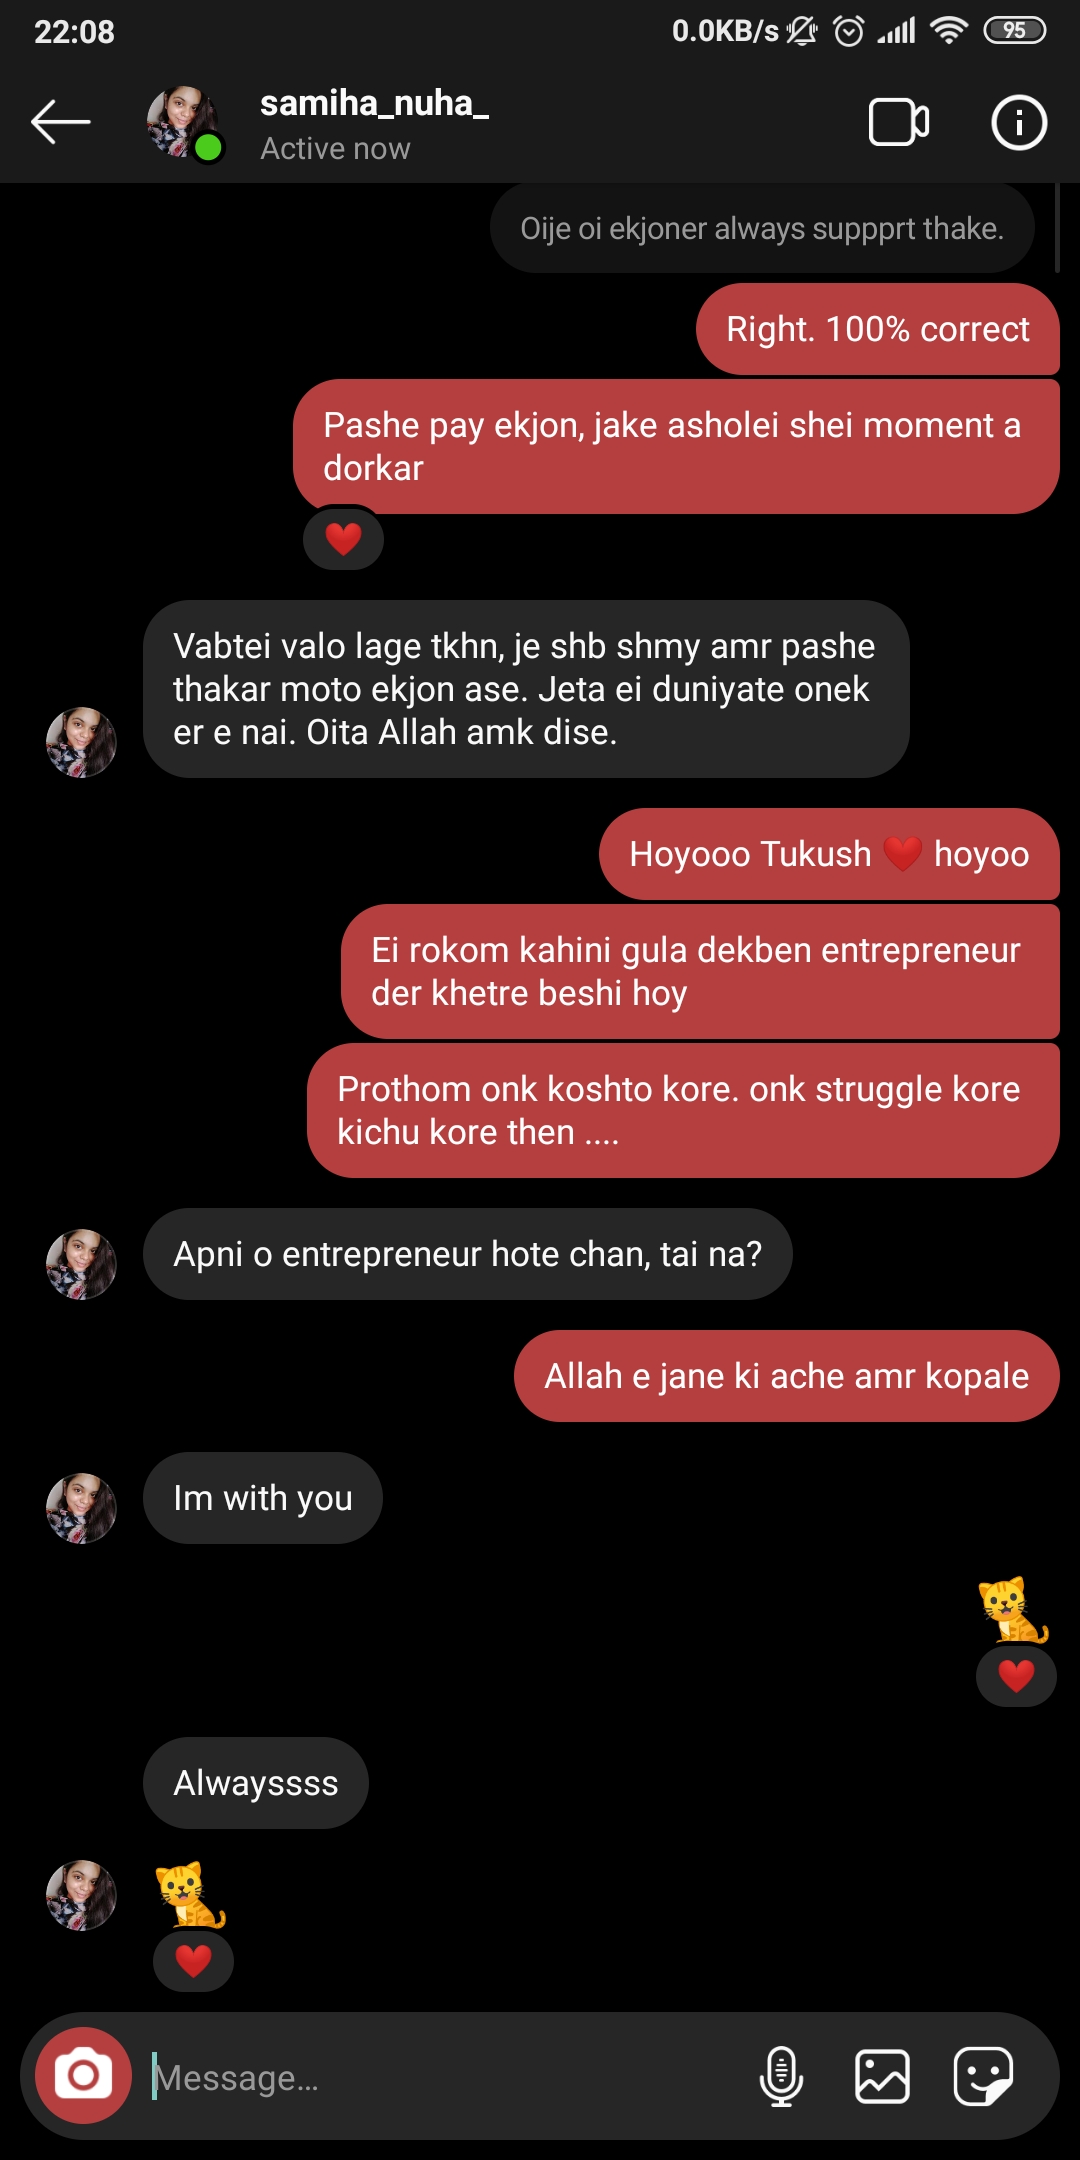 22:08
0.0KB/s
95
samiha_nuha_
Active now
Oije oi ekjoner always suppprt thake.
Right. 100% correct
Pashe pay ekjon, jake asholei shei moment a
dorkar
Vabtei valo lage tkhn, je shb shmy amr pashe
thakar moto ekjon ase. Jeta ei duniyate onek
er e nai. Oita Allah amk dise.
Hoyooo Tukush ❤️ hoyoo
Ei rokom kahini gula dekben entrepreneur
der khetre beshi hoy
Prothom onk koshto kore. onk struggle kore
kichu kore then ....
Apni o entrepreneur hote chan, tai na?
Allah e jane ki ache amr kopale
Im with you
Alwayssss
Message...